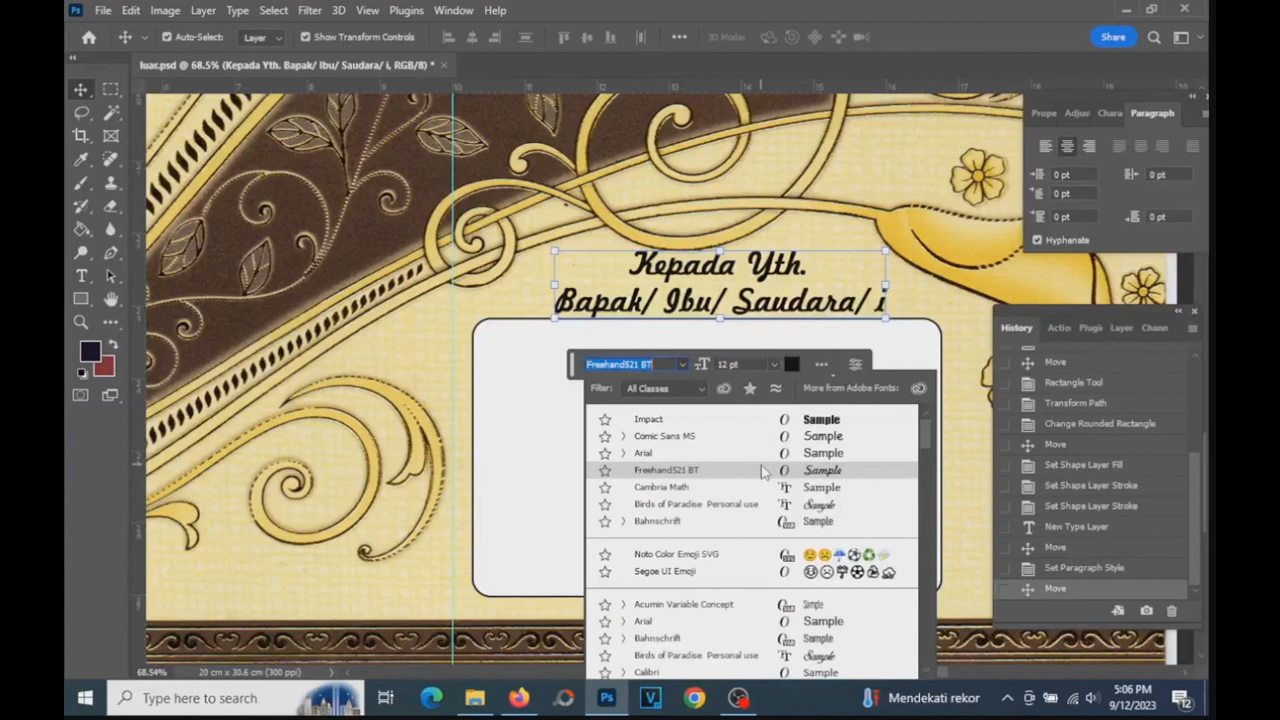 Ps File Edit Image Layer Type Select Filter 3D View Plugins Window Help
Auto-Select: Layer Show Transform Controls 3D Mode: Share
luar.psd @ 68.5% (Kepada Yth. Bapak/ Ibu/ Saudara/ i, RGB/8) *
Prope Adjus Chara Paragraph
0 pt 0 pt
0 pt
0 pt 0 pt
Hyphenate
Kepada Yth.
Bapak/ Ibu/ Saudara/ i
Freehand521 BT 12 pt
Filter: All Classes More from Adobe Fonts:
Impact Sample
Comic Sans MS Sample
Arial Sample
Freehand521 BT Sample
Cambria Math Sample
Birds of Paradise Personal use Sample
Bahnschrift Sample
Noto Color Emoji SVG
Segoe UI Emoji
Acumin Variable Concept Sample
Arial Sample
Bahnschrift Sample
Birds of Paradise Personal use Sample
Calibri Sample
History Actio Plugi Layer Chann
Move
Rectangle Tool
Transform Path
Change Rounded Rectangle
Move
Set Shape Layer Fill
Set Shape Layer Stroke
Set Shape Layer Stroke
New Type Layer
Move
Set Paragraph Style
Move
68.54% 20 cm x 30.6 cm (300 ppi)
Type here to search
Mendekati rekor
5:06 PM
9/12/2023
12